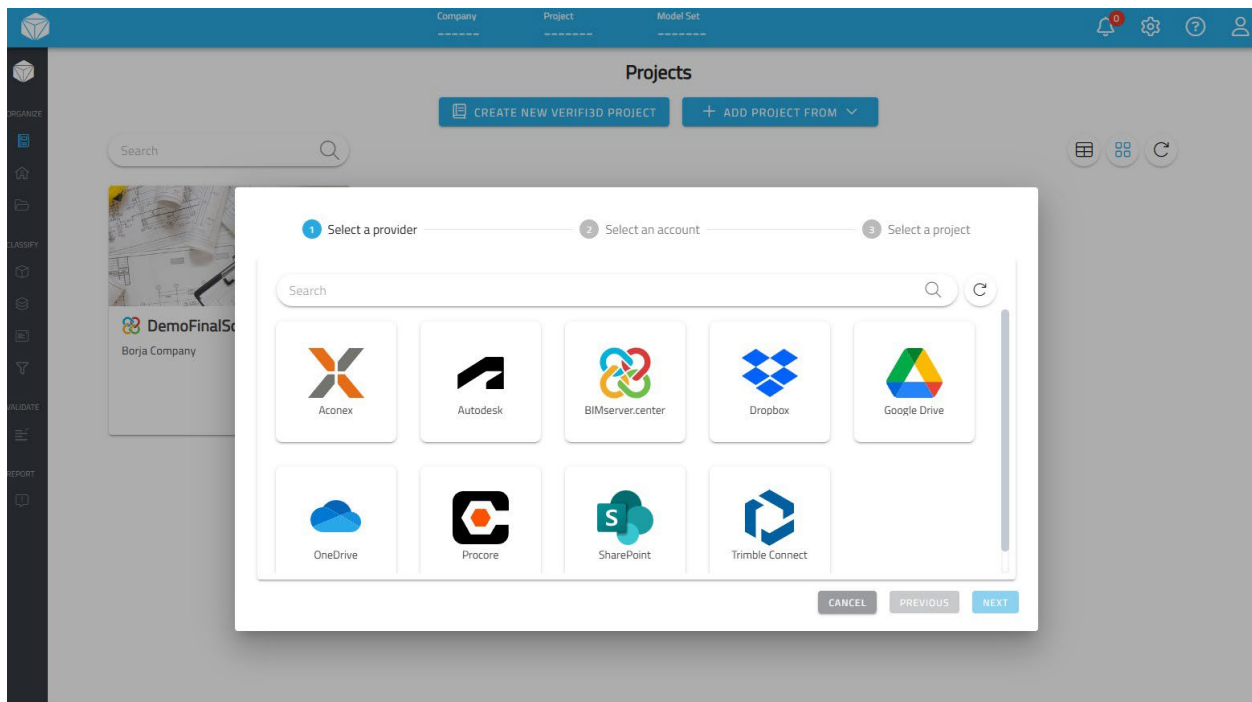 Company Project Model Set
------ ------- -------
0
Projects
ORGANIZE
CREATE NEW VERIFI3D PROJECT
+ ADD PROJECT FROM
Search
CLASSIFY
VALIDATE
REPORT
DemoFinalSc
Borja Company
1 Select a provider
2 Select an account
3 Select a project
Search
Aconex
Autodesk
BIMserver.center
Dropbox
Google Drive
OneDrive
Procore
S
SharePoint
Trimble Connect
CANCEL
PREVIOUS
NEXT